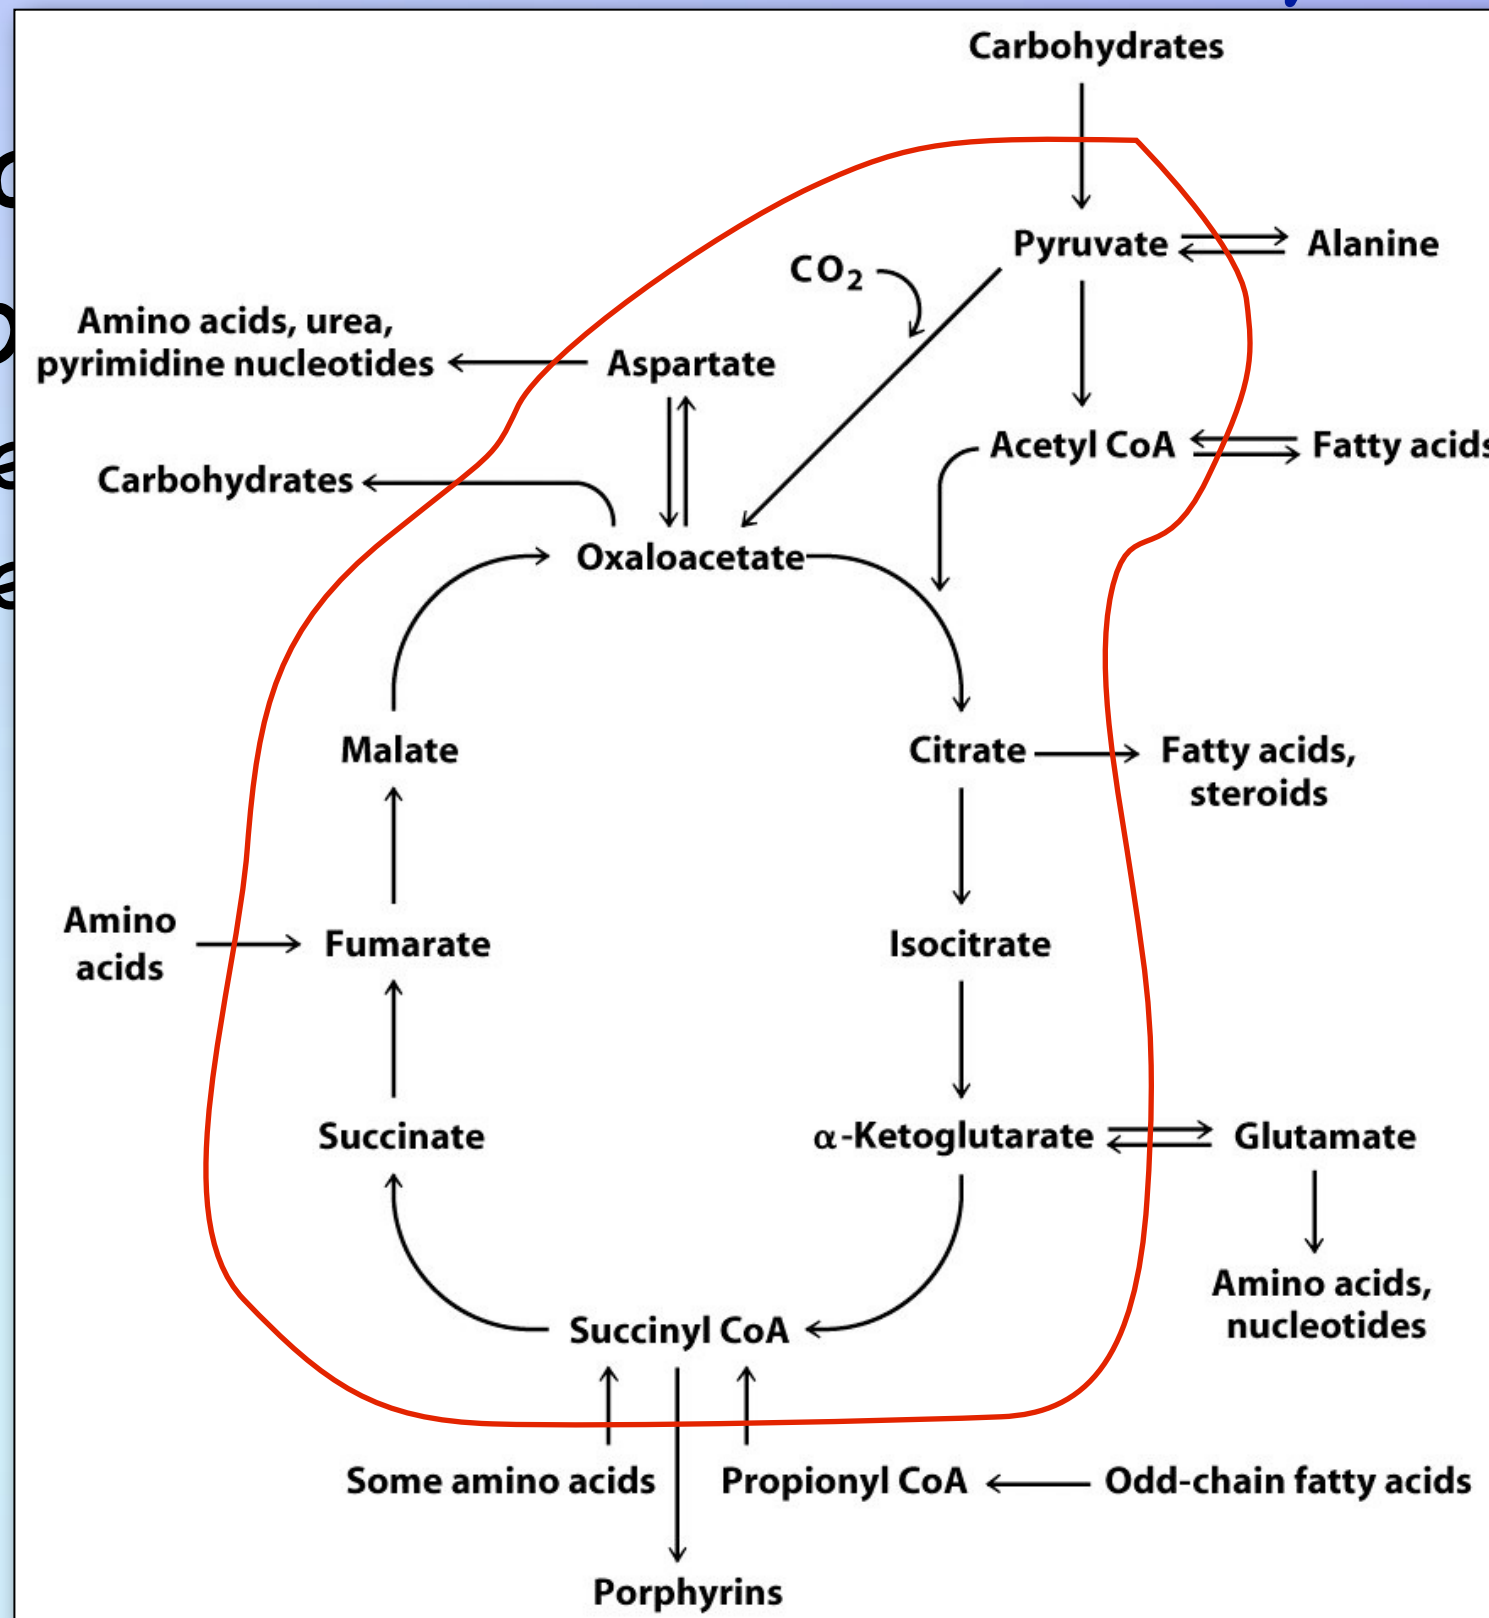 Carbohydrates
Pyruvate
Alanine
CO2
Amino acids, urea,
pyrimidine nucleotides
Aspartate
Acetyl CoA
Fatty acids
Carbohydrates
Oxaloacetate
Malate
Citrate
Fatty acids,
steroids
Amino
acids
Fumarate
Isocitrate
Succinate
α-Ketoglutarate
Glutamate
Amino acids,
nucleotides
Succinyl CoA
Some amino acids
Propionyl CoA
Odd-chain fatty acids
Porphyrins